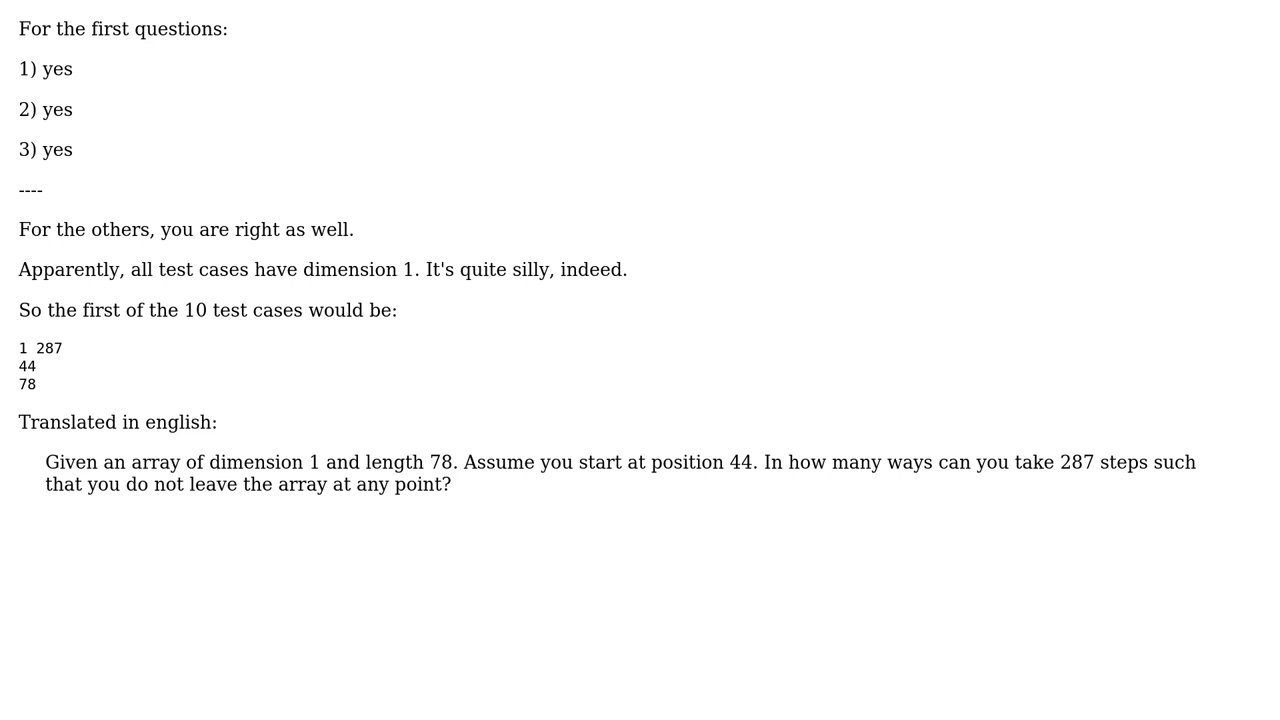 For the first questions:
1) yes
2) yes
3) yes
----
For the others, you are right as well.
Apparently, all test cases have dimension 1. It's quite silly, indeed.
So the first of the 10 test cases would be:
1 287
44
78
Translated in english:
Given an array of dimension 1 and length 78. Assume you start at position 44. In how many ways can you take 287 steps such
that you do not leave the array at any point?